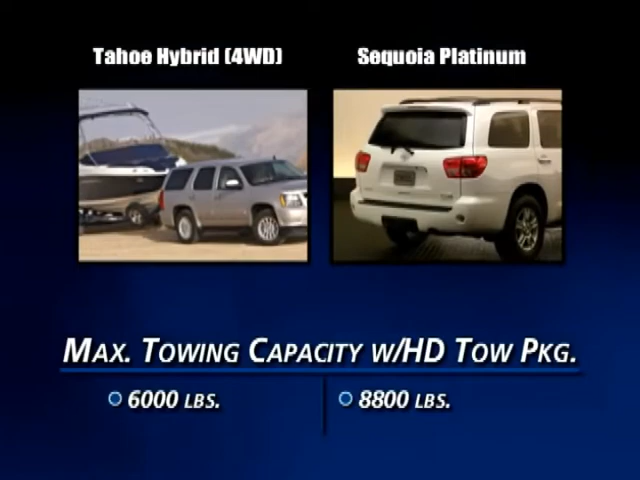 Tahoe Hybrid (4WD)
Sequoia Platinum
Max. Towing Capacity w/HD Tow Pkg.
6000 lbs.
8800 lbs.